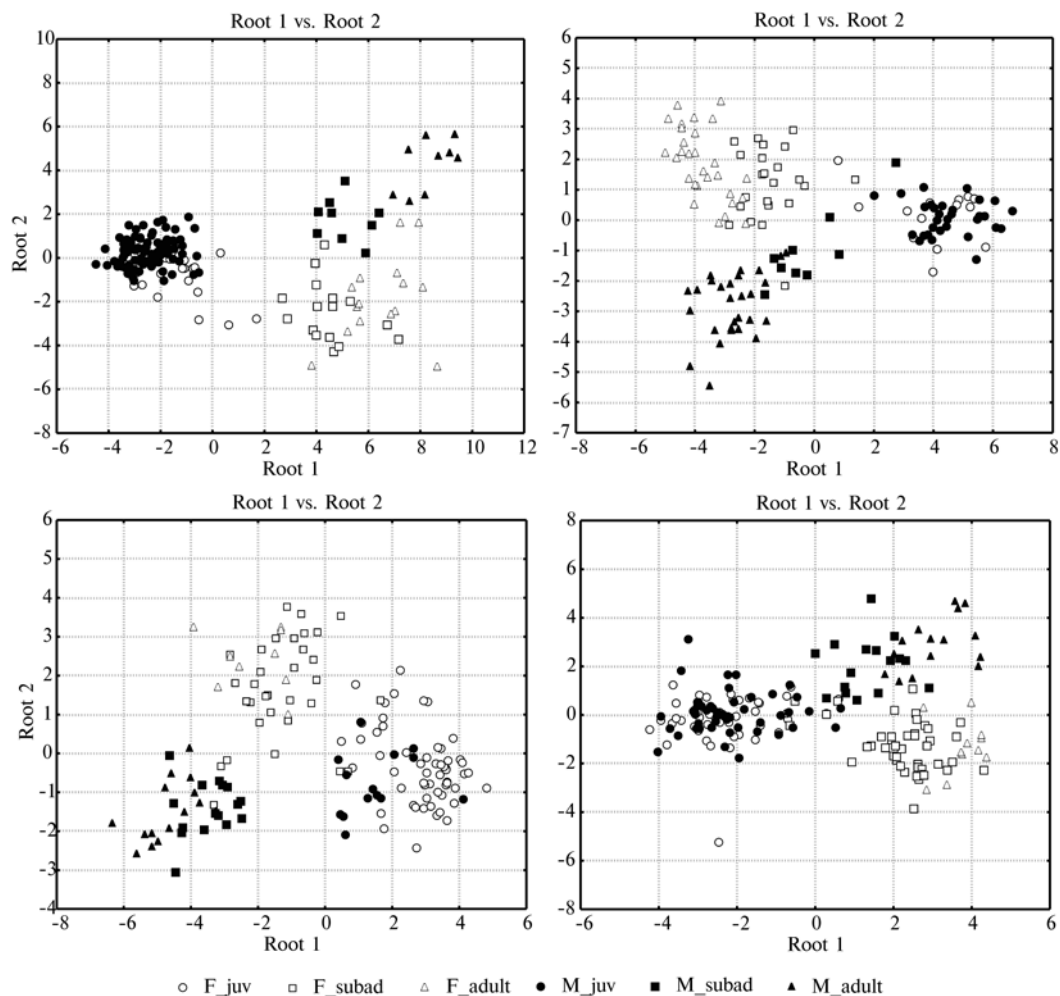 Root 1 vs. Root 2
10
8
6
4
2
0
-2
-4
-6
-8
Root 2
-6 -4 -2 0 2 4 6 8 10 12
Root 1
Root 1 vs. Root 2
6
5
4
3
2
1
0
-1
-2
-3
-4
-5
-6
-7
-8 -6 -4 -2 0 2 4 6 8
Root 1
Root 1 vs. Root 2
6
5
4
3
2
1
0
-1
-2
-3
-4
Root 2
-8 -6 -4 -2 0 2 4 6
Root 1
Root 1 vs. Root 2
8
6
4
2
0
-2
-4
-6
-8
-6 -4 -2 0 2 4 6
Root 1
F_juv F_subad F_adult M_juv M_subad M_adult